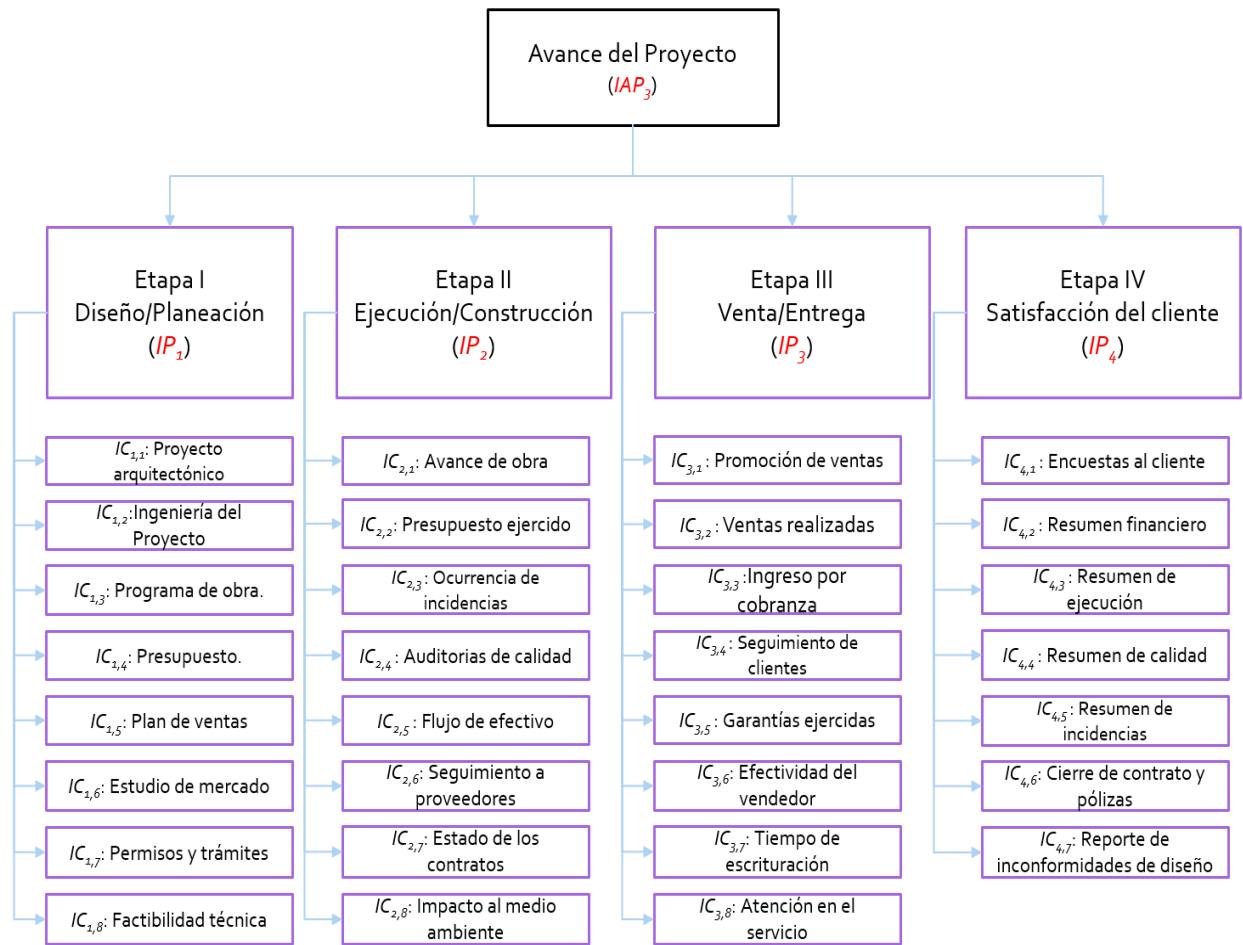 Avance del Proyecto
(IAP3)
Etapa I
Diseño/Planeación
(IP1)
IC1,1: Proyecto
arquitectónico
IC1,2:Ingeniería del
Proyecto
IC1,3: Programa de obra.
IC1,4: Presupuesto.
IC1,5: Plan de ventas
IC1,6: Estudio de mercado
IC1,7: Permisos y trámites
IC1,8: Factibilidad técnica
Etapa II
Ejecución/Construcción
(IP2)
IC2,1: Avance de obra
IC2,2: Presupuesto ejercido
IC2,3: Ocurrencia de
incidencias
IC2,4: Auditorias de calidad
IC2,5: Flujo de efectivo
IC2,6: Seguimiento a
proveedores
IC2,7: Estado de los
contratos
IC2,8: Impacto al medio
ambiente
Etapa III
Venta/Entrega
(IP3)
IC3,1 : Promoción de ventas
IC3,2 : Ventas realizadas
IC3,3 :Ingreso por
cobranza
IC3,4: Seguimiento de
clientes
IC3,5: Garantías ejercidas
IC3,6: Efectividad del
vendedor
IC3,7: Tiempo de
escrituración
IC3,8: Atención en el
servicio
Etapa IV
Satisfacción del cliente
(IP4)
IC4,1 : Encuestas al cliente
IC4,2 : Resumen financiero
IC4,3 : Resumen de
ejecución
IC4,4 : Resumen de calidad
IC4,5: Resumen de
incidencias
IC4,6: Cierre de contrato y
pólizas
IC4,7: Reporte de
inconformidades de diseño